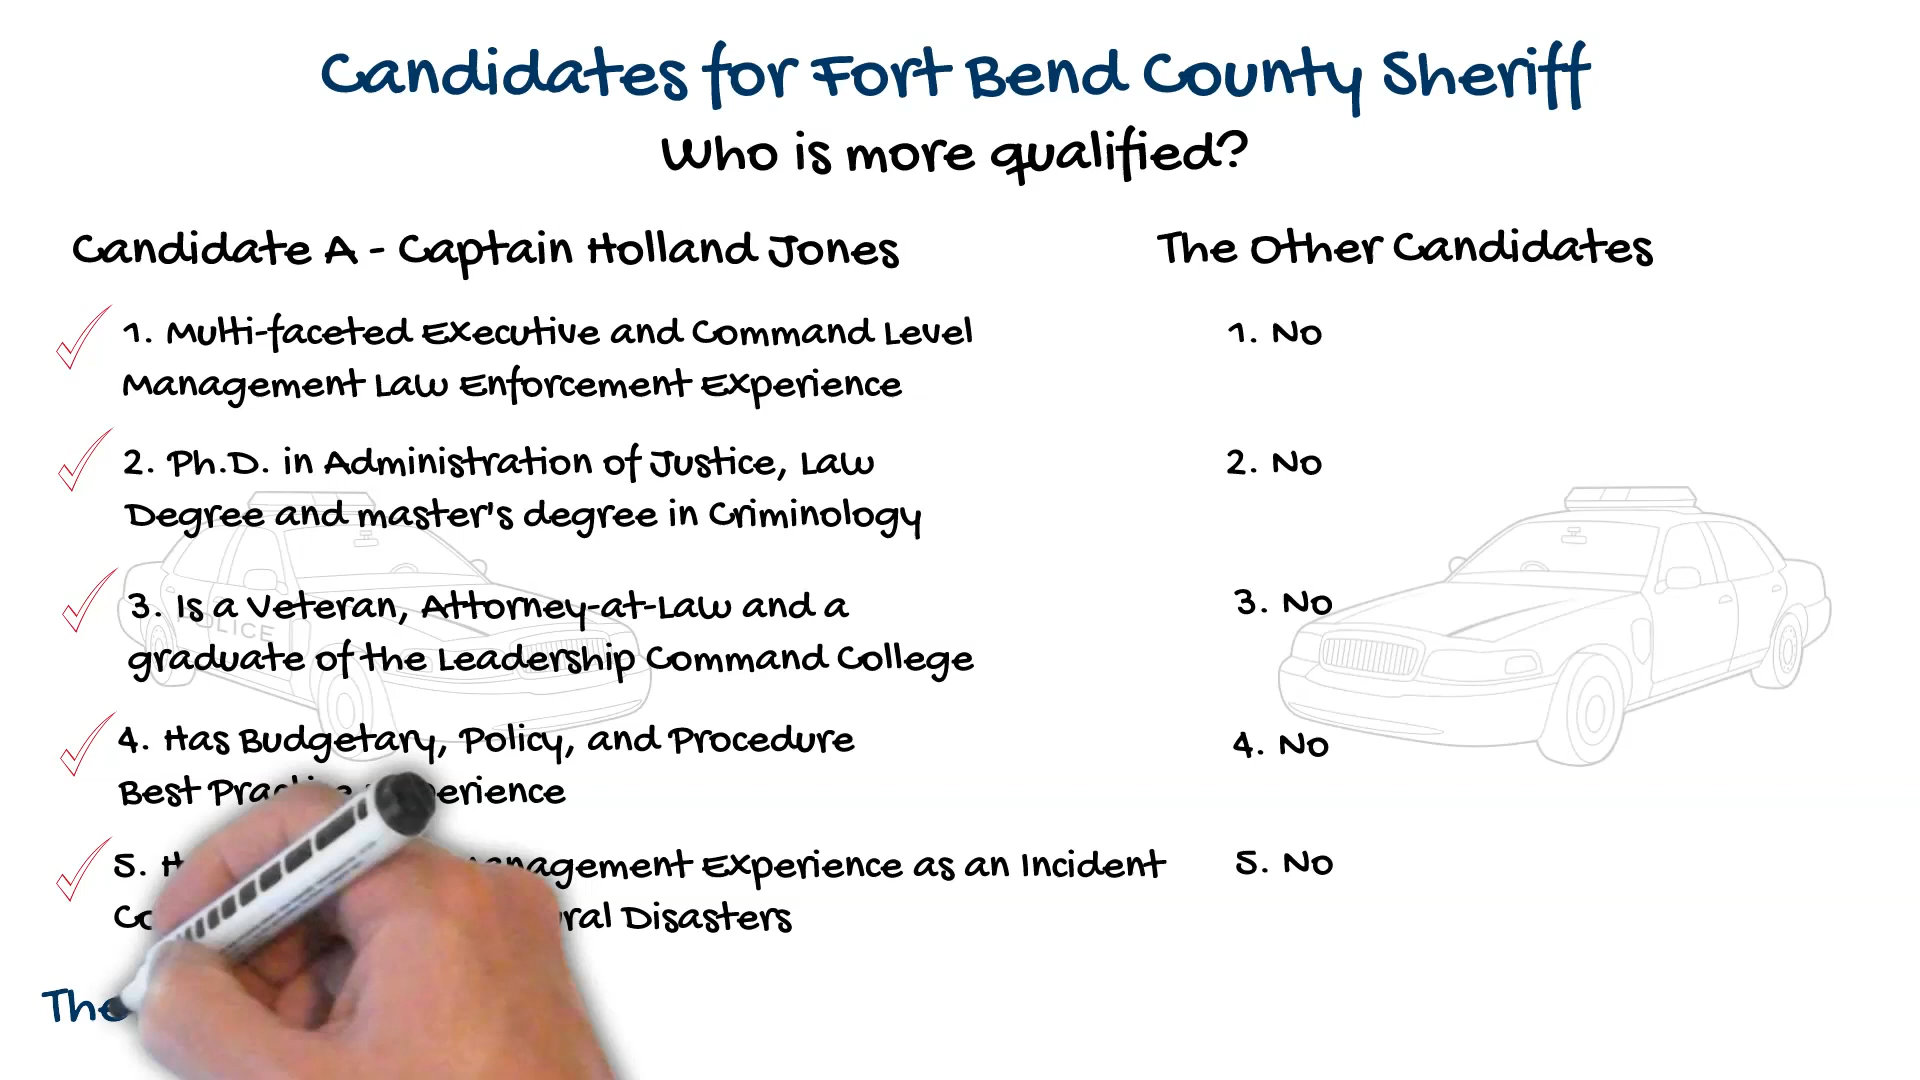 Candidates for Fort Bend County Sheriff
Who is more qualified?
Candidate A - Captain Holland Jones
1. Multi-faceted Executive and Command Level
Management Law Enforcement Experience
2. Ph.D. in Administration of Justice, Law
Degree and master's degree in Criminology
3. Is a Veteran, Attorney-at-Law and a
graduate of the Leadership Command College
4. Has Budgetary, Policy, and Procedure
Best
5. Experience as an Incident
Disasters
The
The Other Candidates
1. No
2. No
3. No
4. No
5. No
POLICE